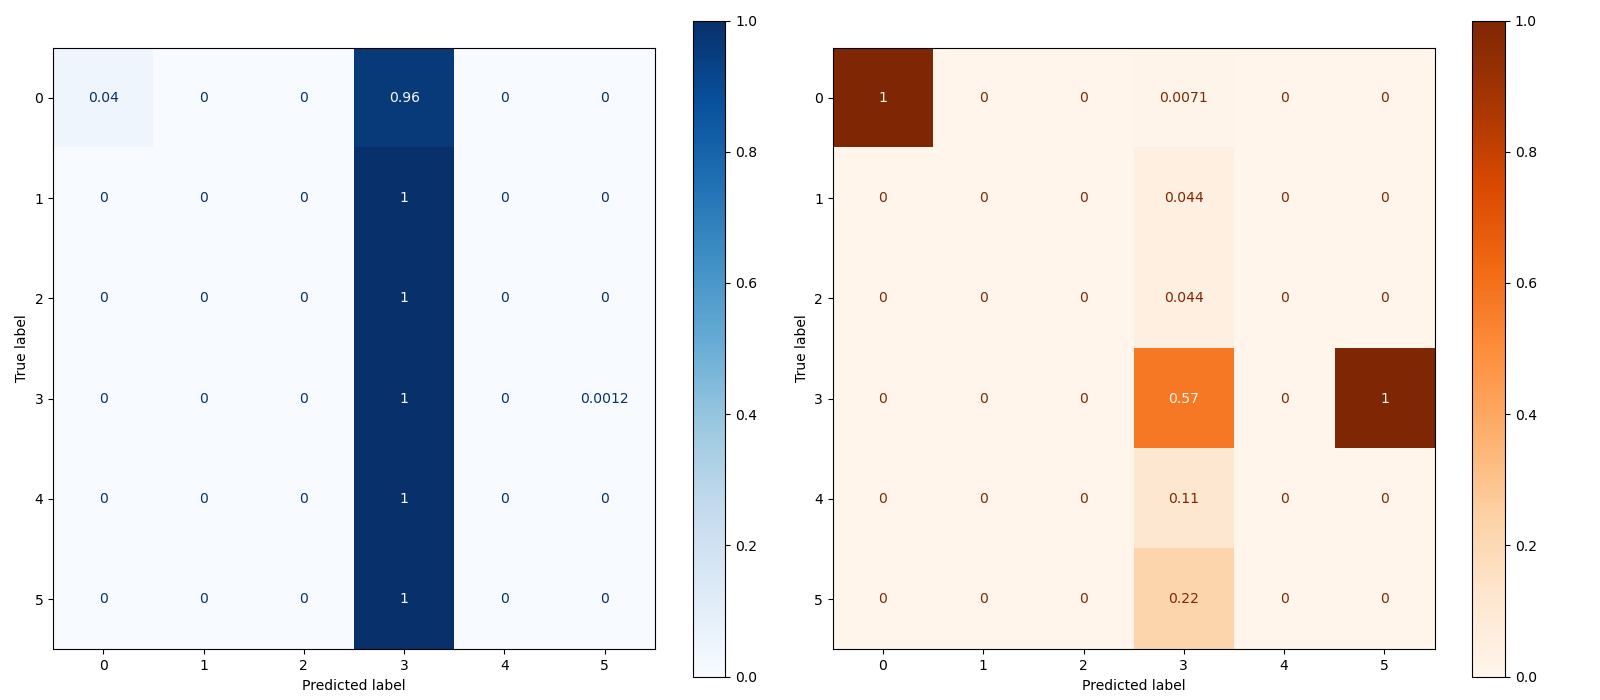 0 0.04 0 0 0.96 0 0
1 0 0 0 1 0 0
2 0 0 0 1 0 0
3 0 0 0 1 0 0.0012
4 0 0 0 1 0 0
5 0 0 0 1 0 0
0 1 2 3 4 5
True label
Predicted label
1.0
0.8
0.6
0.4
0.2
0.0
0 1 0 0 0.0071 0 0
1 0 0 0 0.044 0 0
2 0 0 0 0.044 0 0
3 0 0 0 0.57 0 1
4 0 0 0 0.11 0 0
5 0 0 0 0.22 0 0
0 1 2 3 4 5
True label
Predicted label
1.0
0.8
0.6
0.4
0.2
0.0